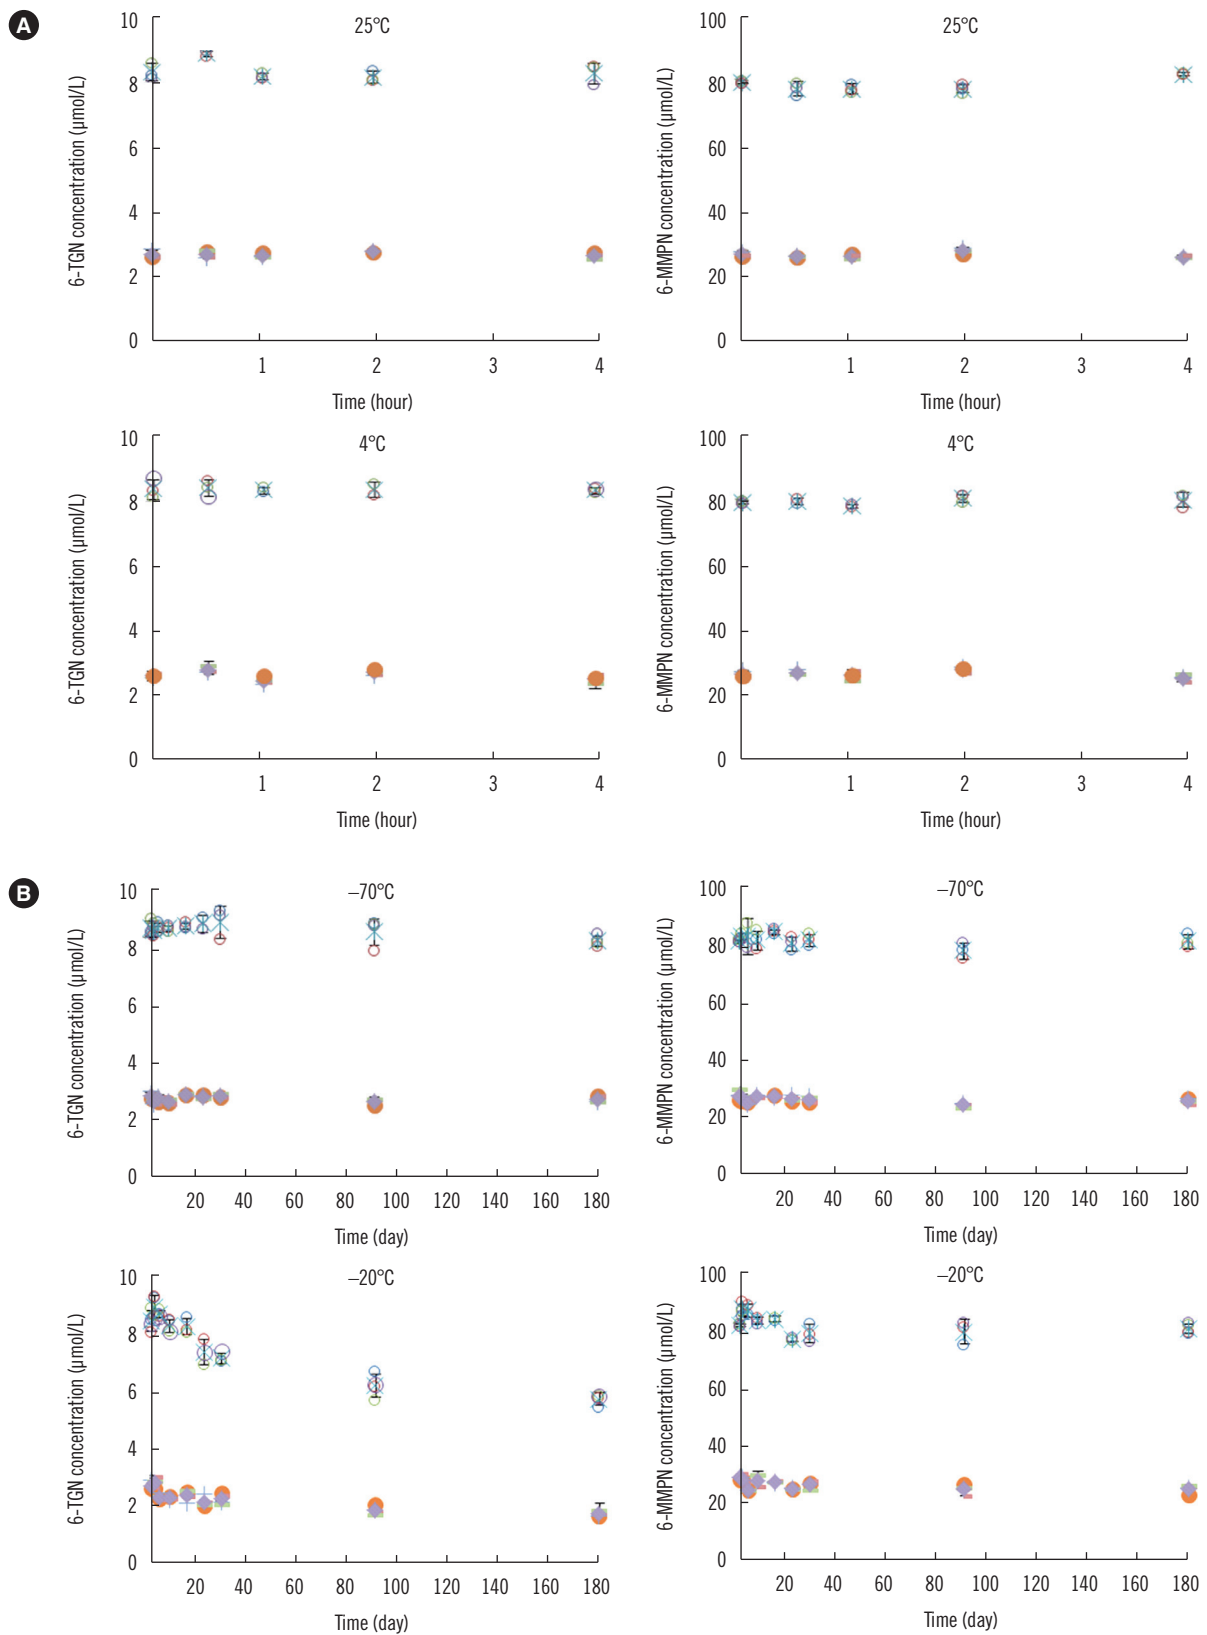 A
25°C
6-TGN concentration (µmol/L)
10
8
6
4
2
0
1 2 3 4
Time (hour)
25°C
6-MMPN concentration (µmol/L)
100
80
60
40
20
0
1 2 3 4
Time (hour)
4°C
6-TGN concentration (µmol/L)
10
8
6
4
2
0
1 2 3 4
Time (hour)
4°C
6-MMPN concentration (µmol/L)
100
80
60
40
20
0
1 2 3 4
Time (hour)
B
–70°C
6-TGN concentration (µmol/L)
10
8
6
4
2
0
20 40 60 80 100 120 140 160 180
Time (day)
–70°C
6-MMPN concentration (µmol/L)
100
80
60
40
20
0
20 40 60 80 100 120 140 160 180
Time (day)
–20°C
6-TGN concentration (µmol/L)
10
8
6
4
2
0
20 40 60 80 100 120 140 160 180
Time (day)
–20°C
6-MMPN concentration (µmol/L)
100
80
60
40
20
0
20 40 60 80 100 120 140 160 180
Time (day)